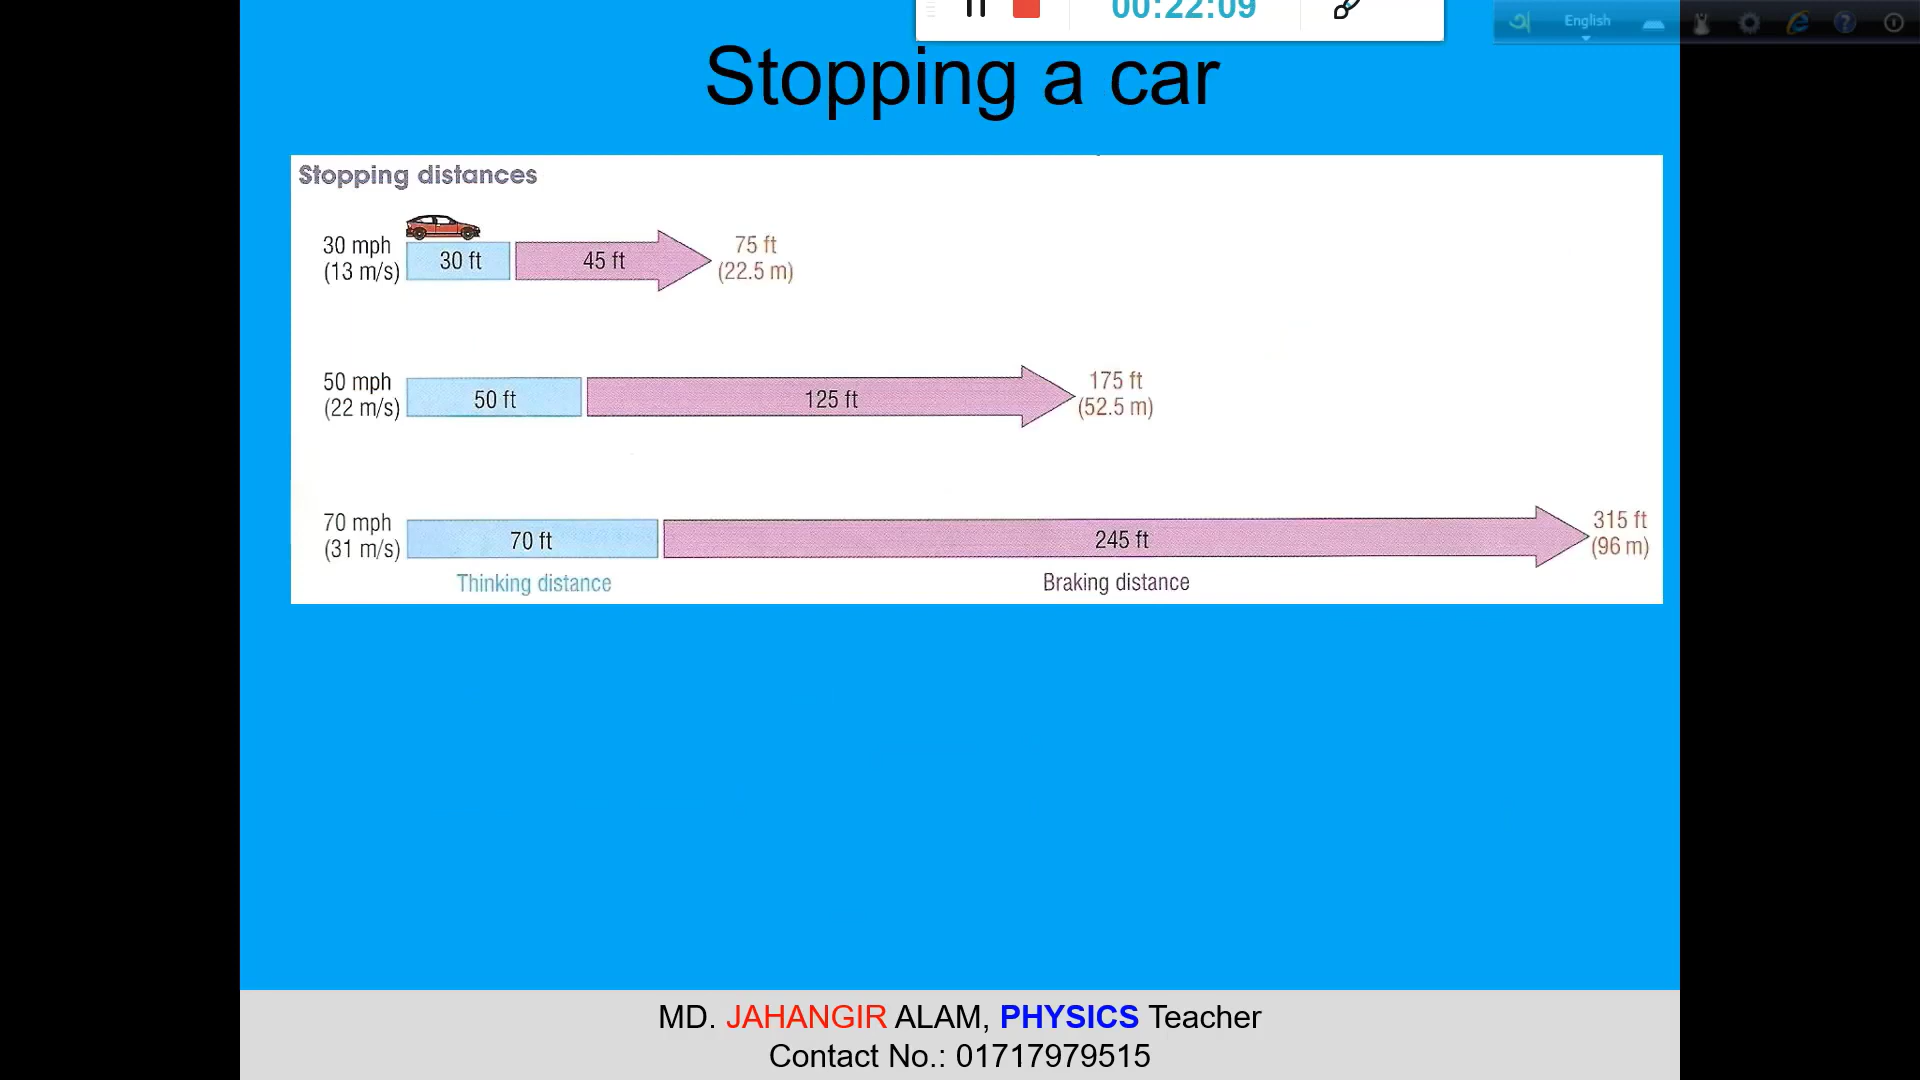 00:22:09
English
Stopping a car
Stopping distances
30 mph
(13 m/s)
30 ft
45 ft
75 ft
(22.5 m)
50 mph
(22 m/s)
50 ft
125 ft
175 ft
(52.5 m)
70 mph
(31 m/s)
70 ft
245 ft
315 ft
(96 m)
Thinking distance
Braking distance
MD. JAHANGIR ALAM, PHYSICS Teacher
Contact No.: 01717979515